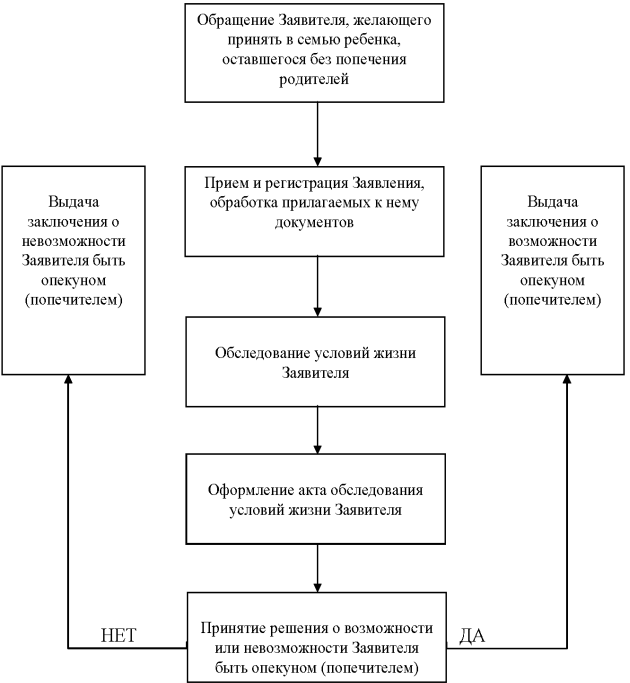 Обращение Заявителя, желающего
принять в семью ребенка,
оставшегося без попечения
родителей
Прием и регистрация Заявления,
обработка прилагаемых к нему
документов
Выдача
заключения о
невозможности
Заявителя быть
опекуном
(попечителем)
Выдача
заключения о
возможности
Заявителя быть
опекуном
(попечителем)
Обследование условий жизни
Заявителя
Оформление акта обследования
условий жизни Заявителя
НЕТ
ДА
Принятие решения о возможности
или невозможности Заявителя
быть опекуном (попечителем)